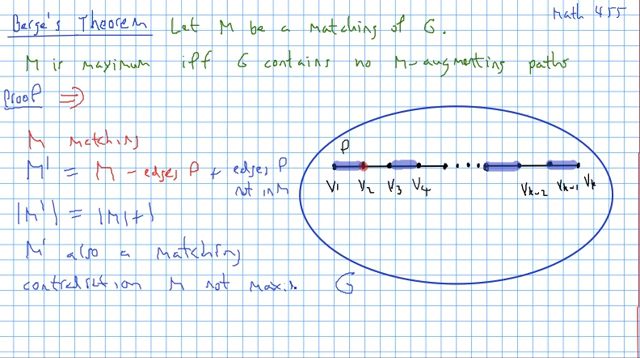 Berge's Theorem Let M be a matching of G.
Math 455
M is maximum iff G contains no M-augmenting paths
Proof ⇒)
M matching
M' = M - edges P + edges P
not in M
|M'| = |M| + 1
M' also a matching
contradiction M not max.
P
V1 V2 V3 V4 Vk-2 Vk-1 Vk
G